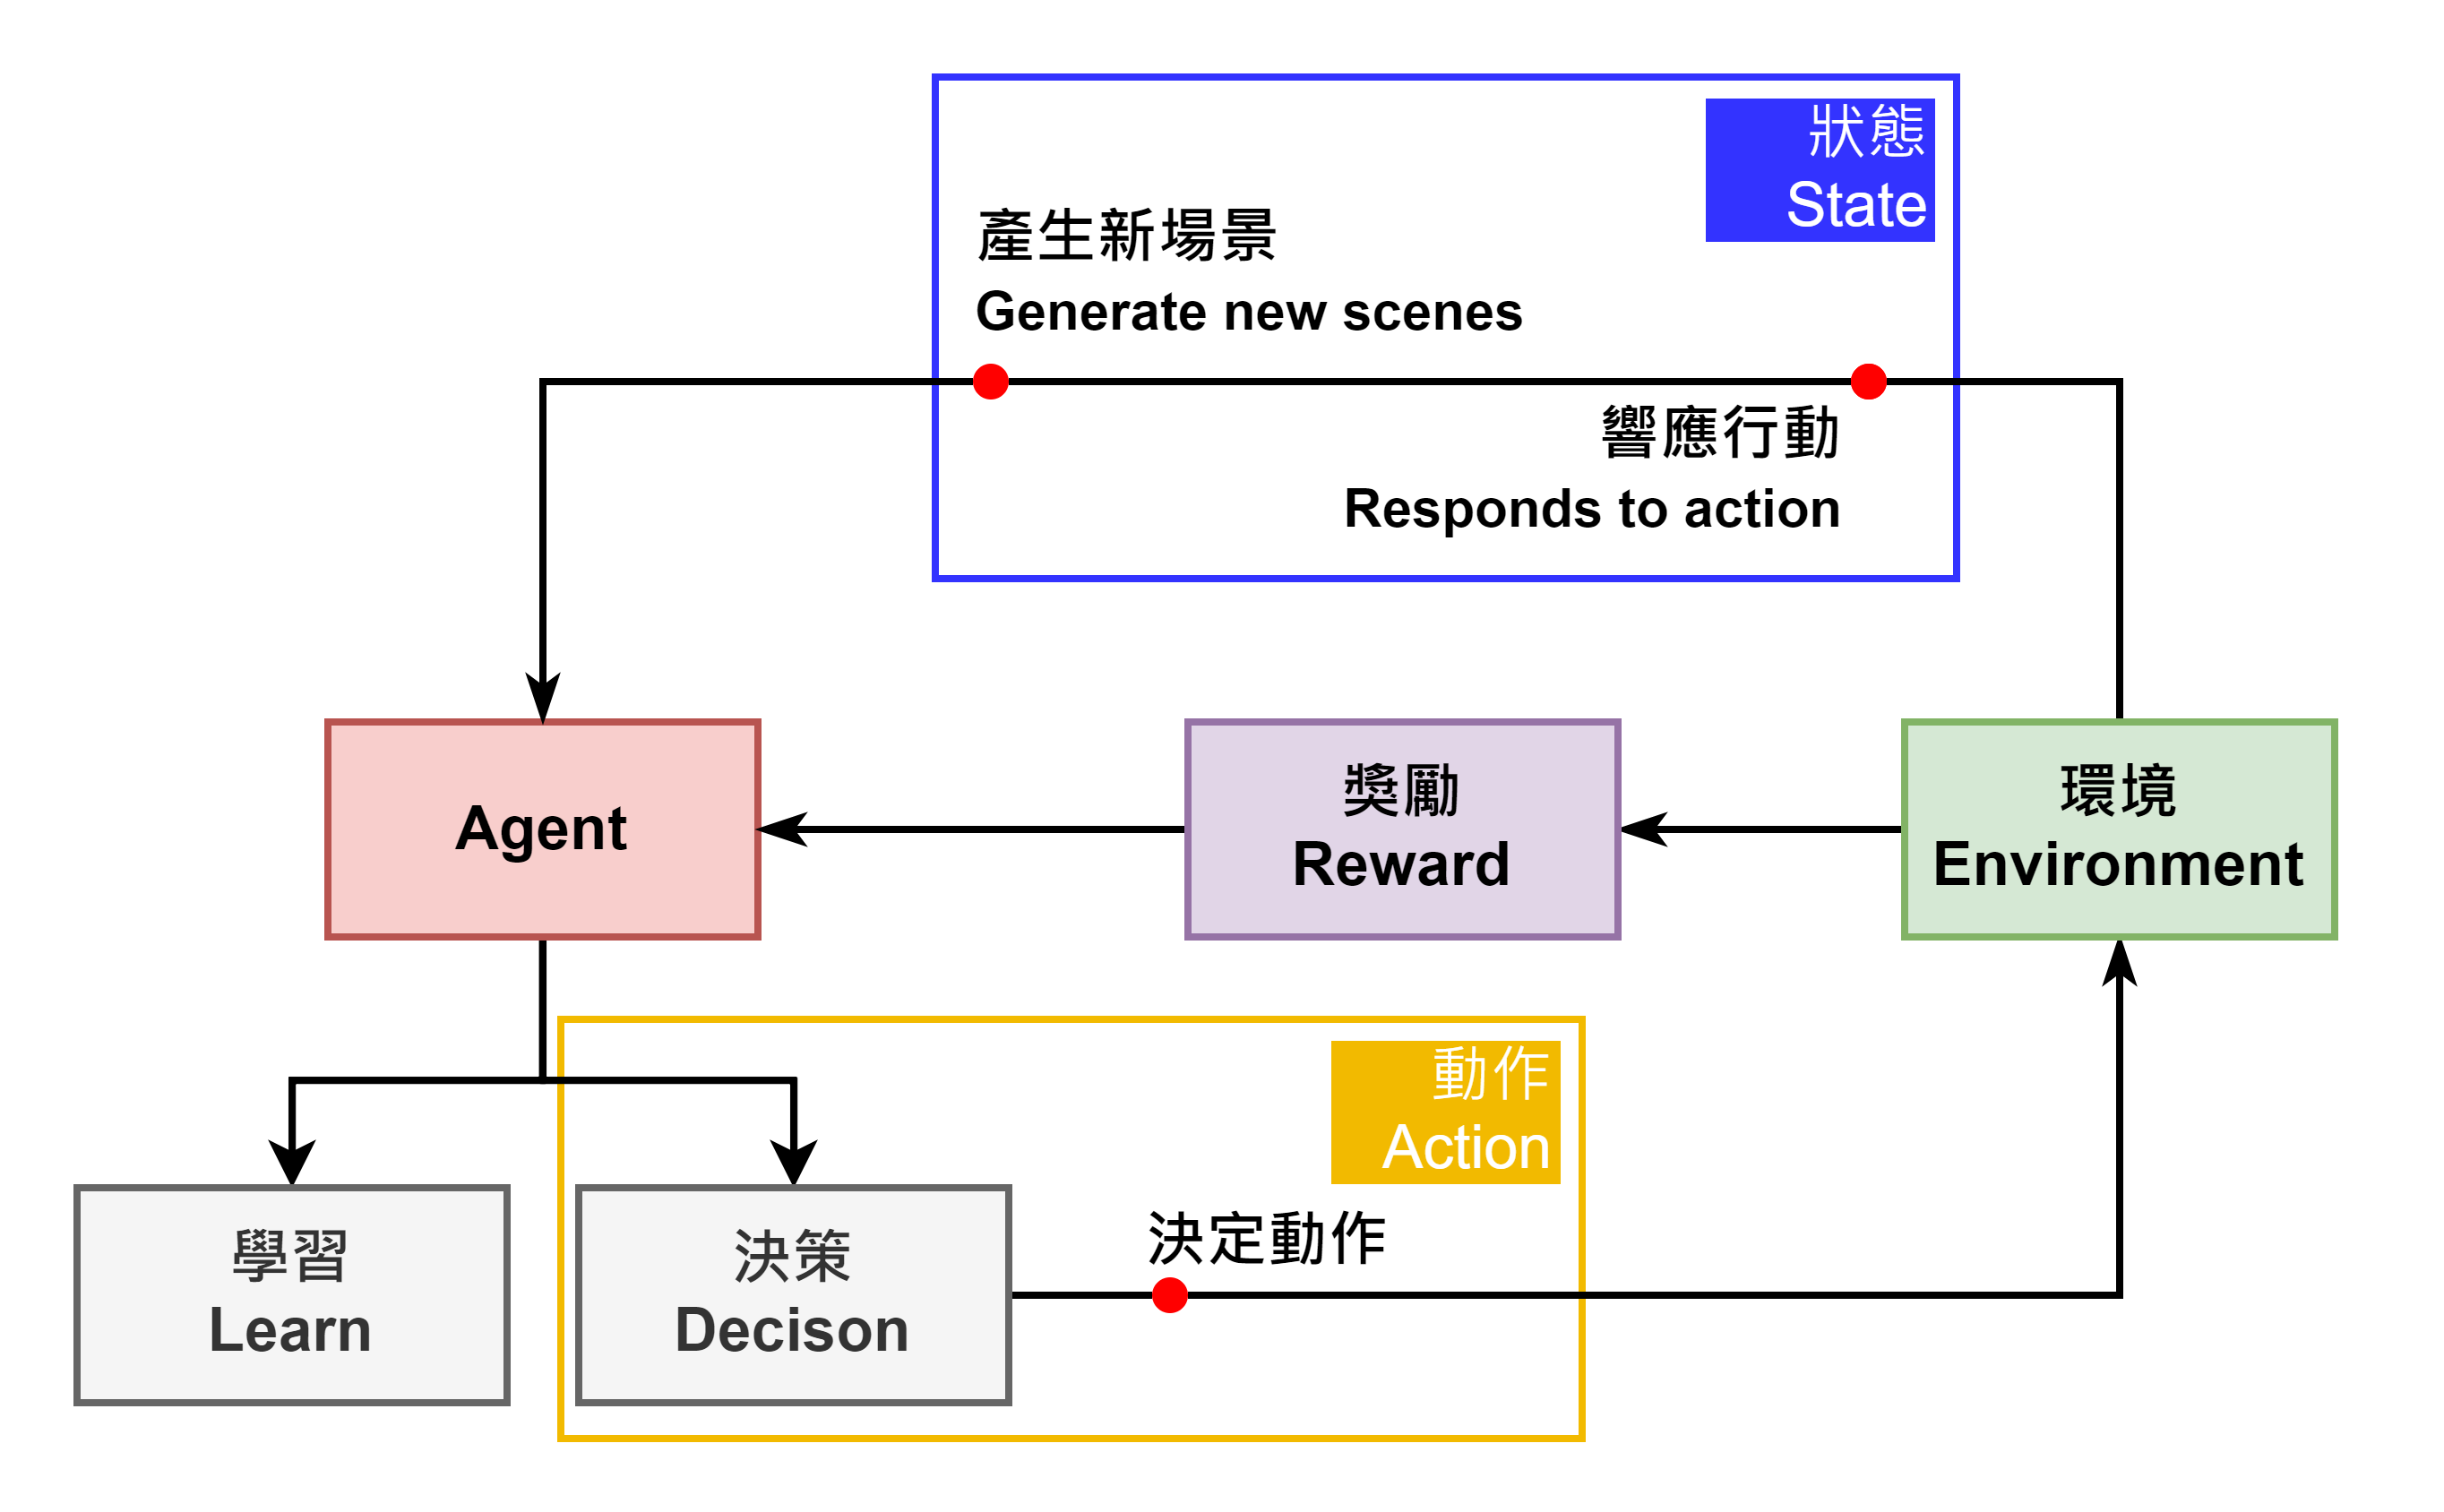 狀態
State
產生新場景
Generate new scenes
響應行動
Responds to action
Agent
獎勵
Reward
環境
Environment
動作
Action
學習
Learn
決策
Decison
決定動作